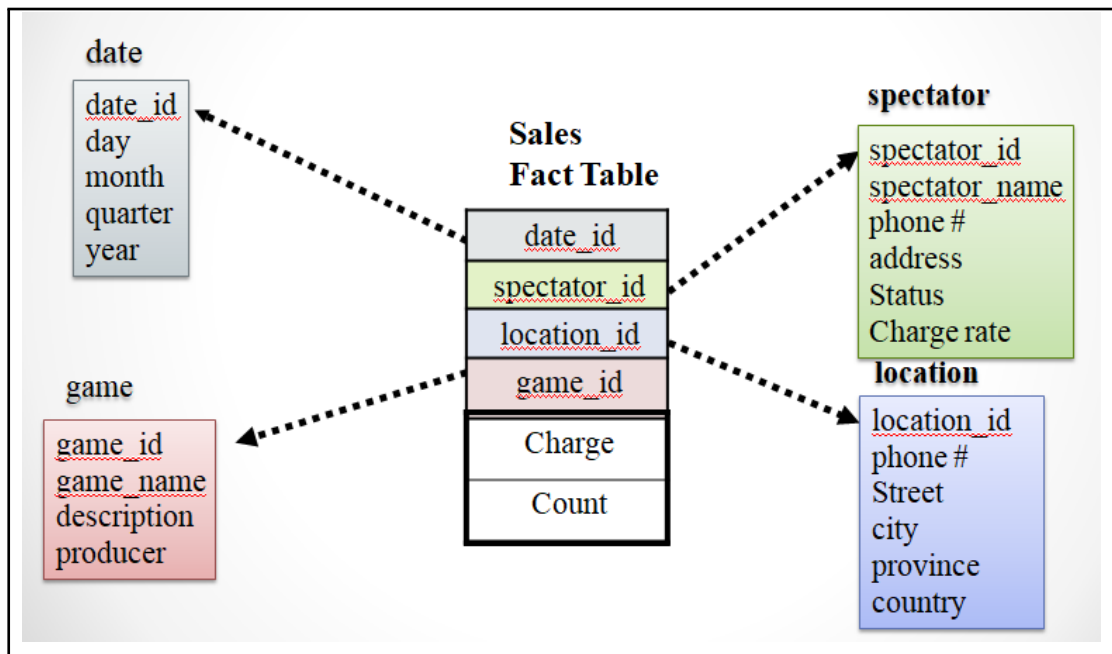 date
date_id
day
month
quarter
year
Sales
Fact Table
date_id
spectator_id
location_id
game_id
Charge
Count
spectator
spectator_id
spectator_name
phone #
address
Status
Charge rate
game
game_id
game_name
description
producer
location
location_id
phone #
Street
city
province
country